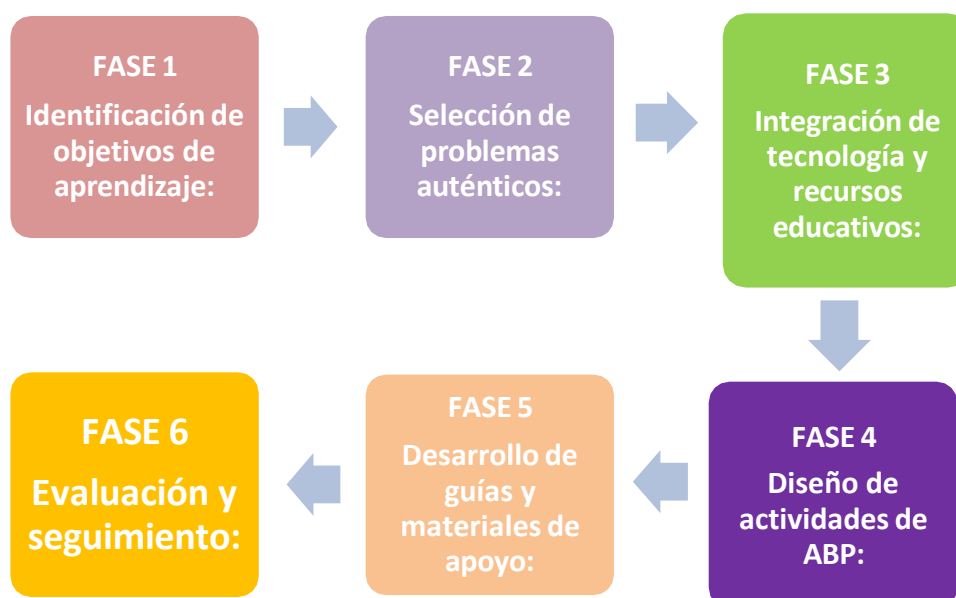 FASE 1
Identificación de
objetivos de
aprendizaje:
FASE 2
Selección de
problemas
auténticos:
FASE 3
Integración de
tecnología y
recursos
educativos:
FASE 4
Diseño de
actividades de
ABP:
FASE 5
Desarrollo de
guías y
materiales de
apoyo:
FASE 6
Evaluación y
seguimiento: